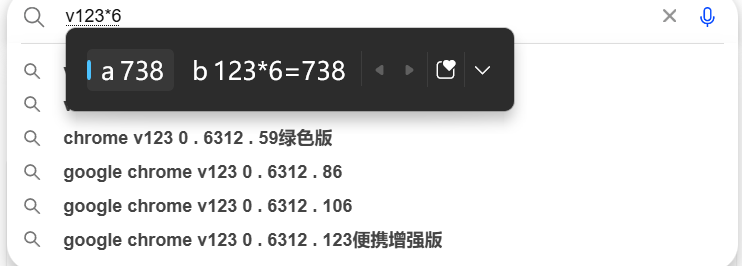 v123*6
a 738 b 123*6=738
chrome v123 0 . 6312 . 59绿色版
google chrome v123 0 . 6312 . 86
google chrome v123 0 . 6312 . 106
google chrome v123 0 . 6312 . 123便携增强版